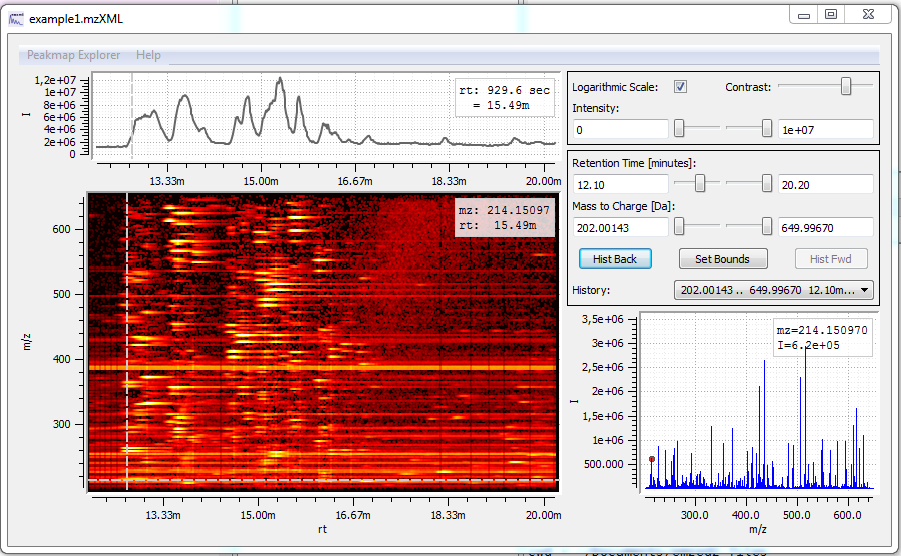 example1.mzXML
Peakmap Explorer Help
1,2e+07
1e+07
8e+06
6e+06
4e+06
2e+06
0
I
rt: 929.6 sec
= 15.49m
13.33m 15.00m 16.67m 18.33m 20.00m
Logarithmic Scale: Contrast:
Intensity:
0 1e+07
Retention Time [minutes]:
12.10 20.20
Mass to Charge [Da]:
202.00143 649.99670
Hist Back Set Bounds Hist Fwd
History: 202.00143 .. 649.99670 12.10m...
mz: 214.15097
rt: 15.49m
600
500
400
300
m/z
13.33m 15.00m 16.67m 18.33m 20.00m
rt
3,5e+06
3e+06
2,5e+06
2e+06
1,5e+06
1e+06
500.000
I
mz=214.150970
I=6.2e+05
300.0 400.0 500.0 600.0
m/z